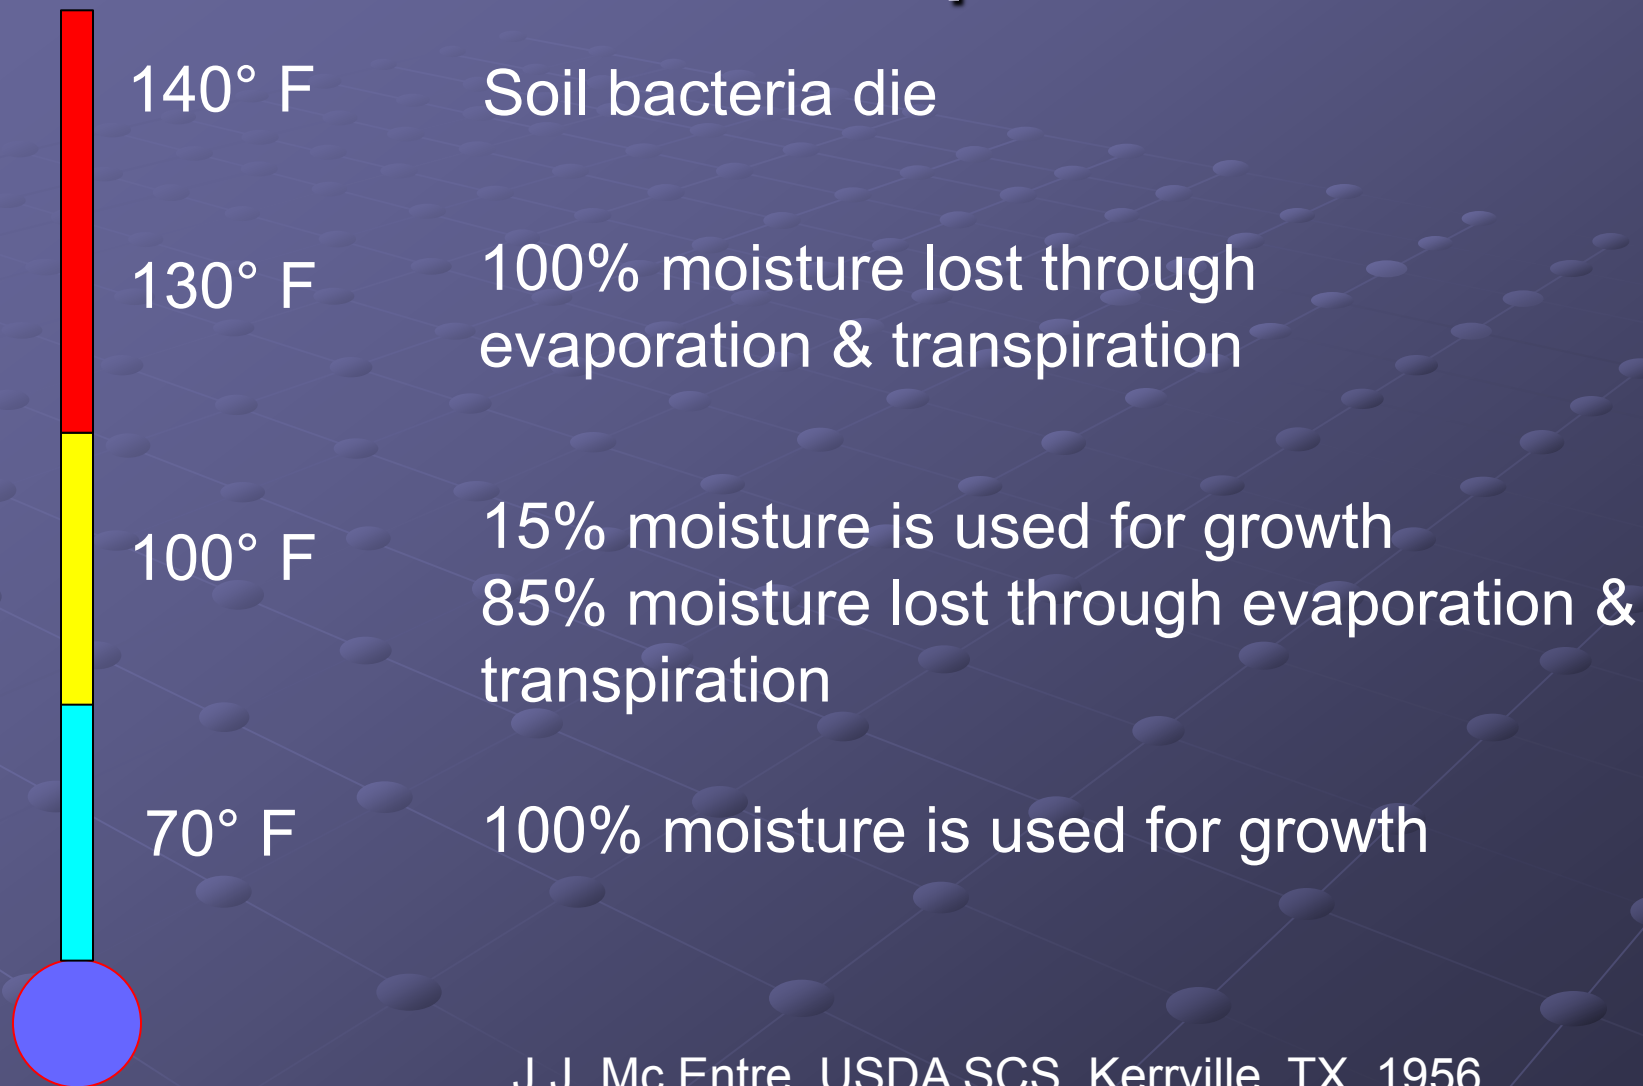 140° F
Soil bacteria die
130° F
100% moisture lost through
evaporation & transpiration
100° F
15% moisture is used for growth
85% moisture lost through evaporation &
transpiration
70° F
100% moisture is used for growth
J.J. Mc Entre, USDA SCS, Kerrville, TX, 1956